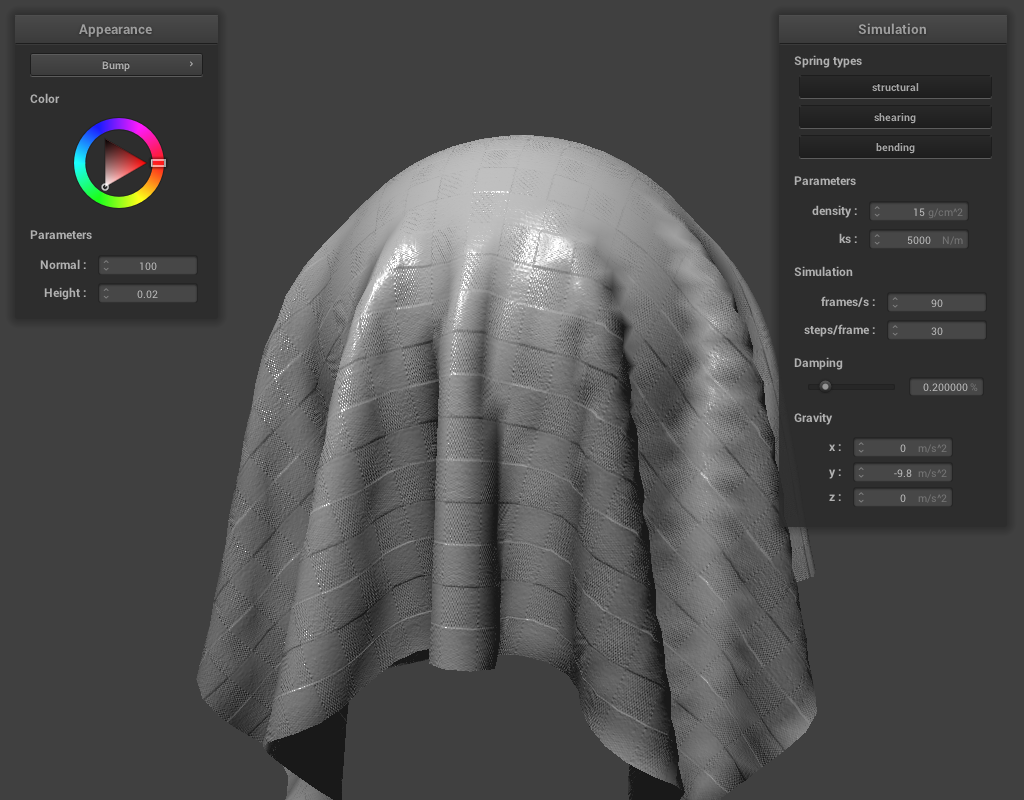 Appearance
Bump ›
Color
Parameters
Normal : 100
Height : 0.02
Simulation
Spring types
structural
shearing
bending
Parameters
density : 15 g/cm^2
ks : 5000 N/m
Simulation
frames/s : 90
steps/frame : 30
Damping
0.200000 %
Gravity
x : 0 m/s^2
y : -9.8 m/s^2
z : 0 m/s^2